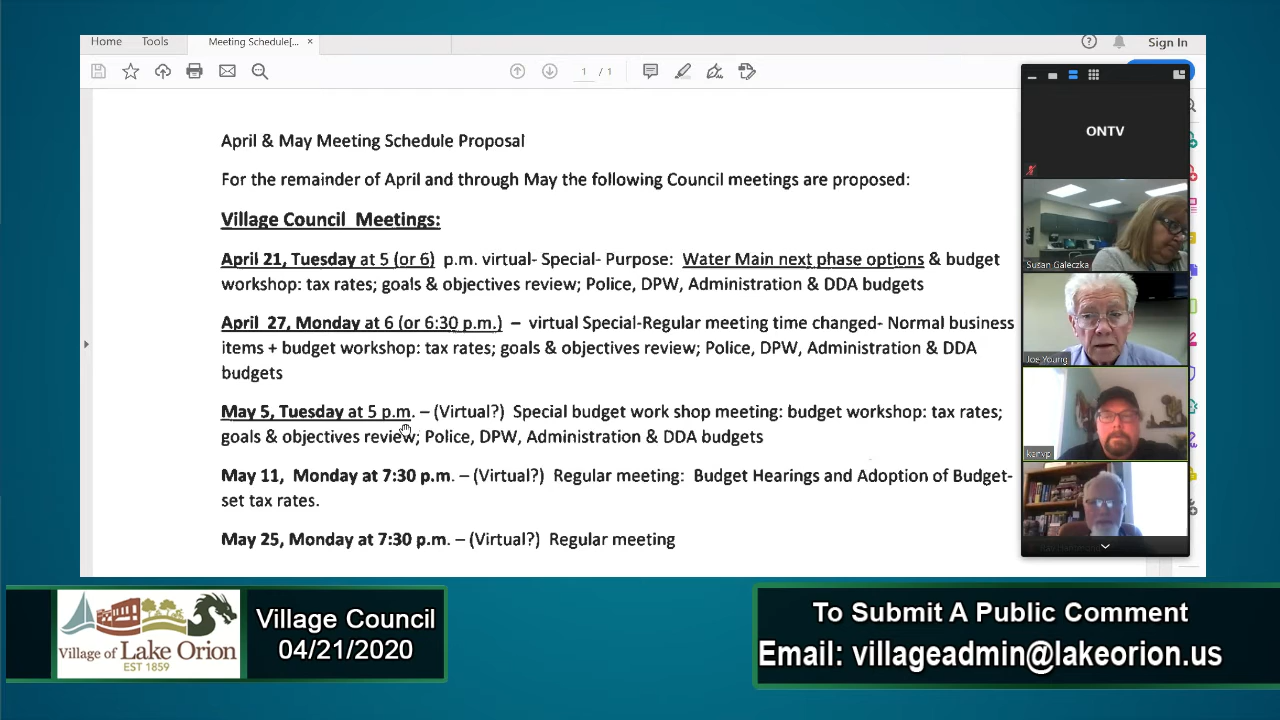 Home Tools Meeting Schedule[... × Sign In
1 / 1
April & May Meeting Schedule Proposal
For the remainder of April and through May the following Council meetings are proposed:
Village Council Meetings:
April 21, Tuesday at 5 (or 6) p.m. virtual- Special- Purpose: Water Main next phase options & budget
workshop: tax rates; goals & objectives review; Police, DPW, Administration & DDA budgets
April 27, Monday at 6 (or 6:30 p.m.) – virtual Special-Regular meeting time changed- Normal business
items + budget workshop: tax rates; goals & objectives review; Police, DPW, Administration & DDA
budgets
May 5, Tuesday at 5 p.m. – (Virtual?) Special budget work shop meeting: budget workshop: tax rates;
goals & objectives review; Police, DPW, Administration & DDA budgets
May 11, Monday at 7:30 p.m. – (Virtual?) Regular meeting: Budget Hearings and Adoption of Budget-
set tax rates.
May 25, Monday at 7:30 p.m. – (Virtual?) Regular meeting
ONTV
Susan Galeczka
Joe Young
kenvp
Village of Lake Orion
EST 1859
Village Council
04/21/2020
To Submit A Public Comment
Email: villageadmin@lakeorion.us